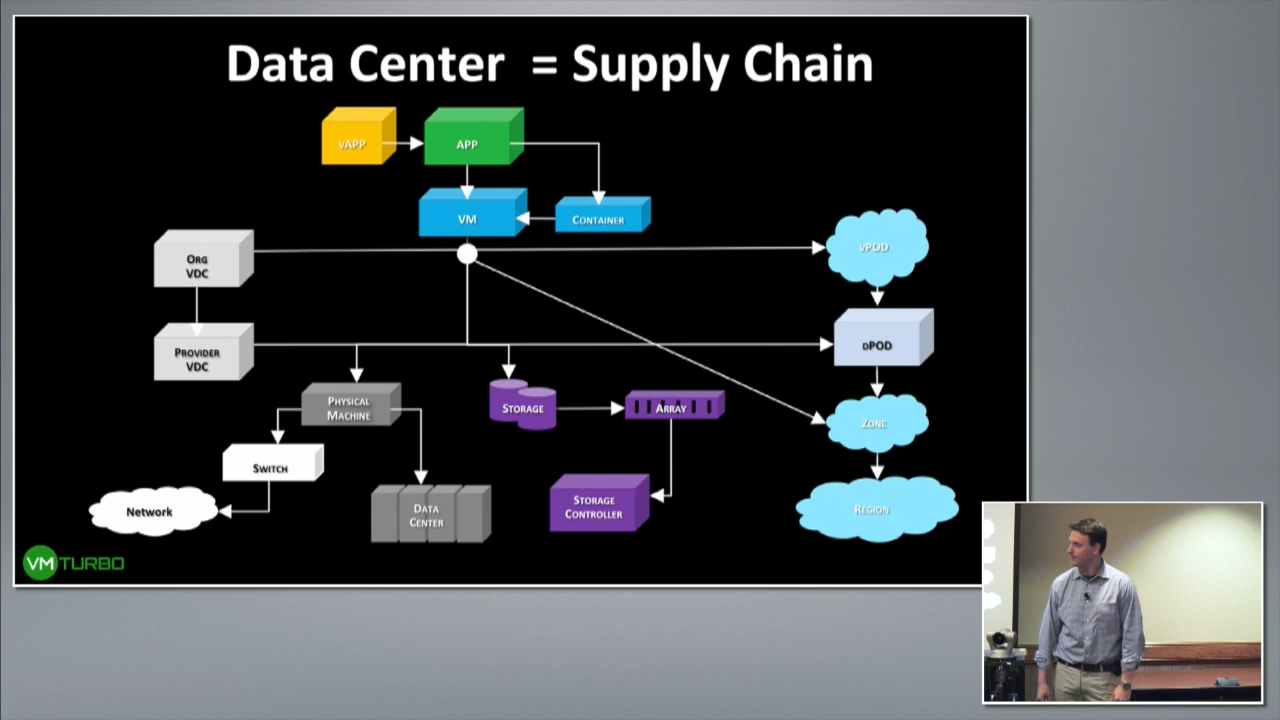 Data Center = Supply Chain
vAPP
APP
VM
CONTAINER
ORG
VDC
vPOD
PROVIDER
VDC
DPOD
PHYSICAL
MACHINE
STORAGE
ARRAY
ZONE
SWITCH
Network
DATA
CENTER
STORAGE
CONTROLLER
REGION
VMTURBO